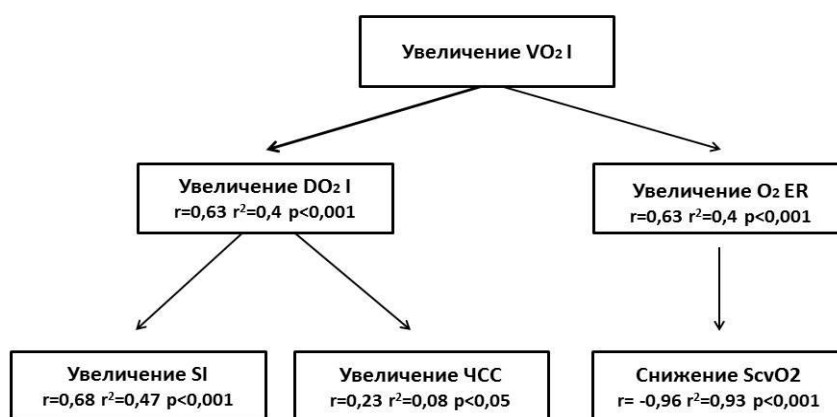 Увеличение VO₂ I
Увеличение DO₂ I
r=0,63 r²=0,4 p<0,001
Увеличение O₂ ER
r=0,63 r²=0,4 p<0,001
Увеличение SI
r=0,68 r²=0,47 p<0,001
Увеличение ЧСС
r=0,23 r²=0,08 p<0,05
Снижение ScvO2
r= -0,96 r²=0,93 p<0,001